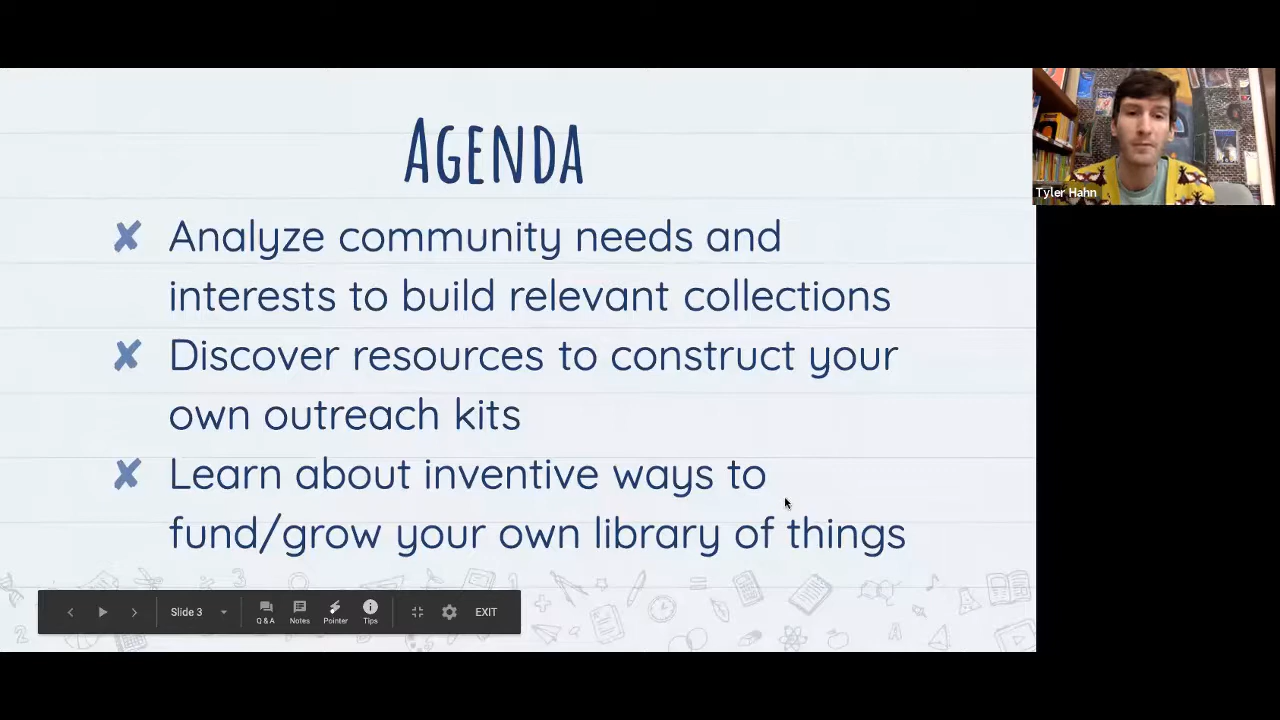 AGENDA
✘ Analyze community needs and
interests to build relevant collections
✘ Discover resources to construct your
own outreach kits
✘ Learn about inventive ways to
fund/grow your own library of things
Tyler Hahn
Slide 3
Q & A
Notes
Pointer
Tips
EXIT